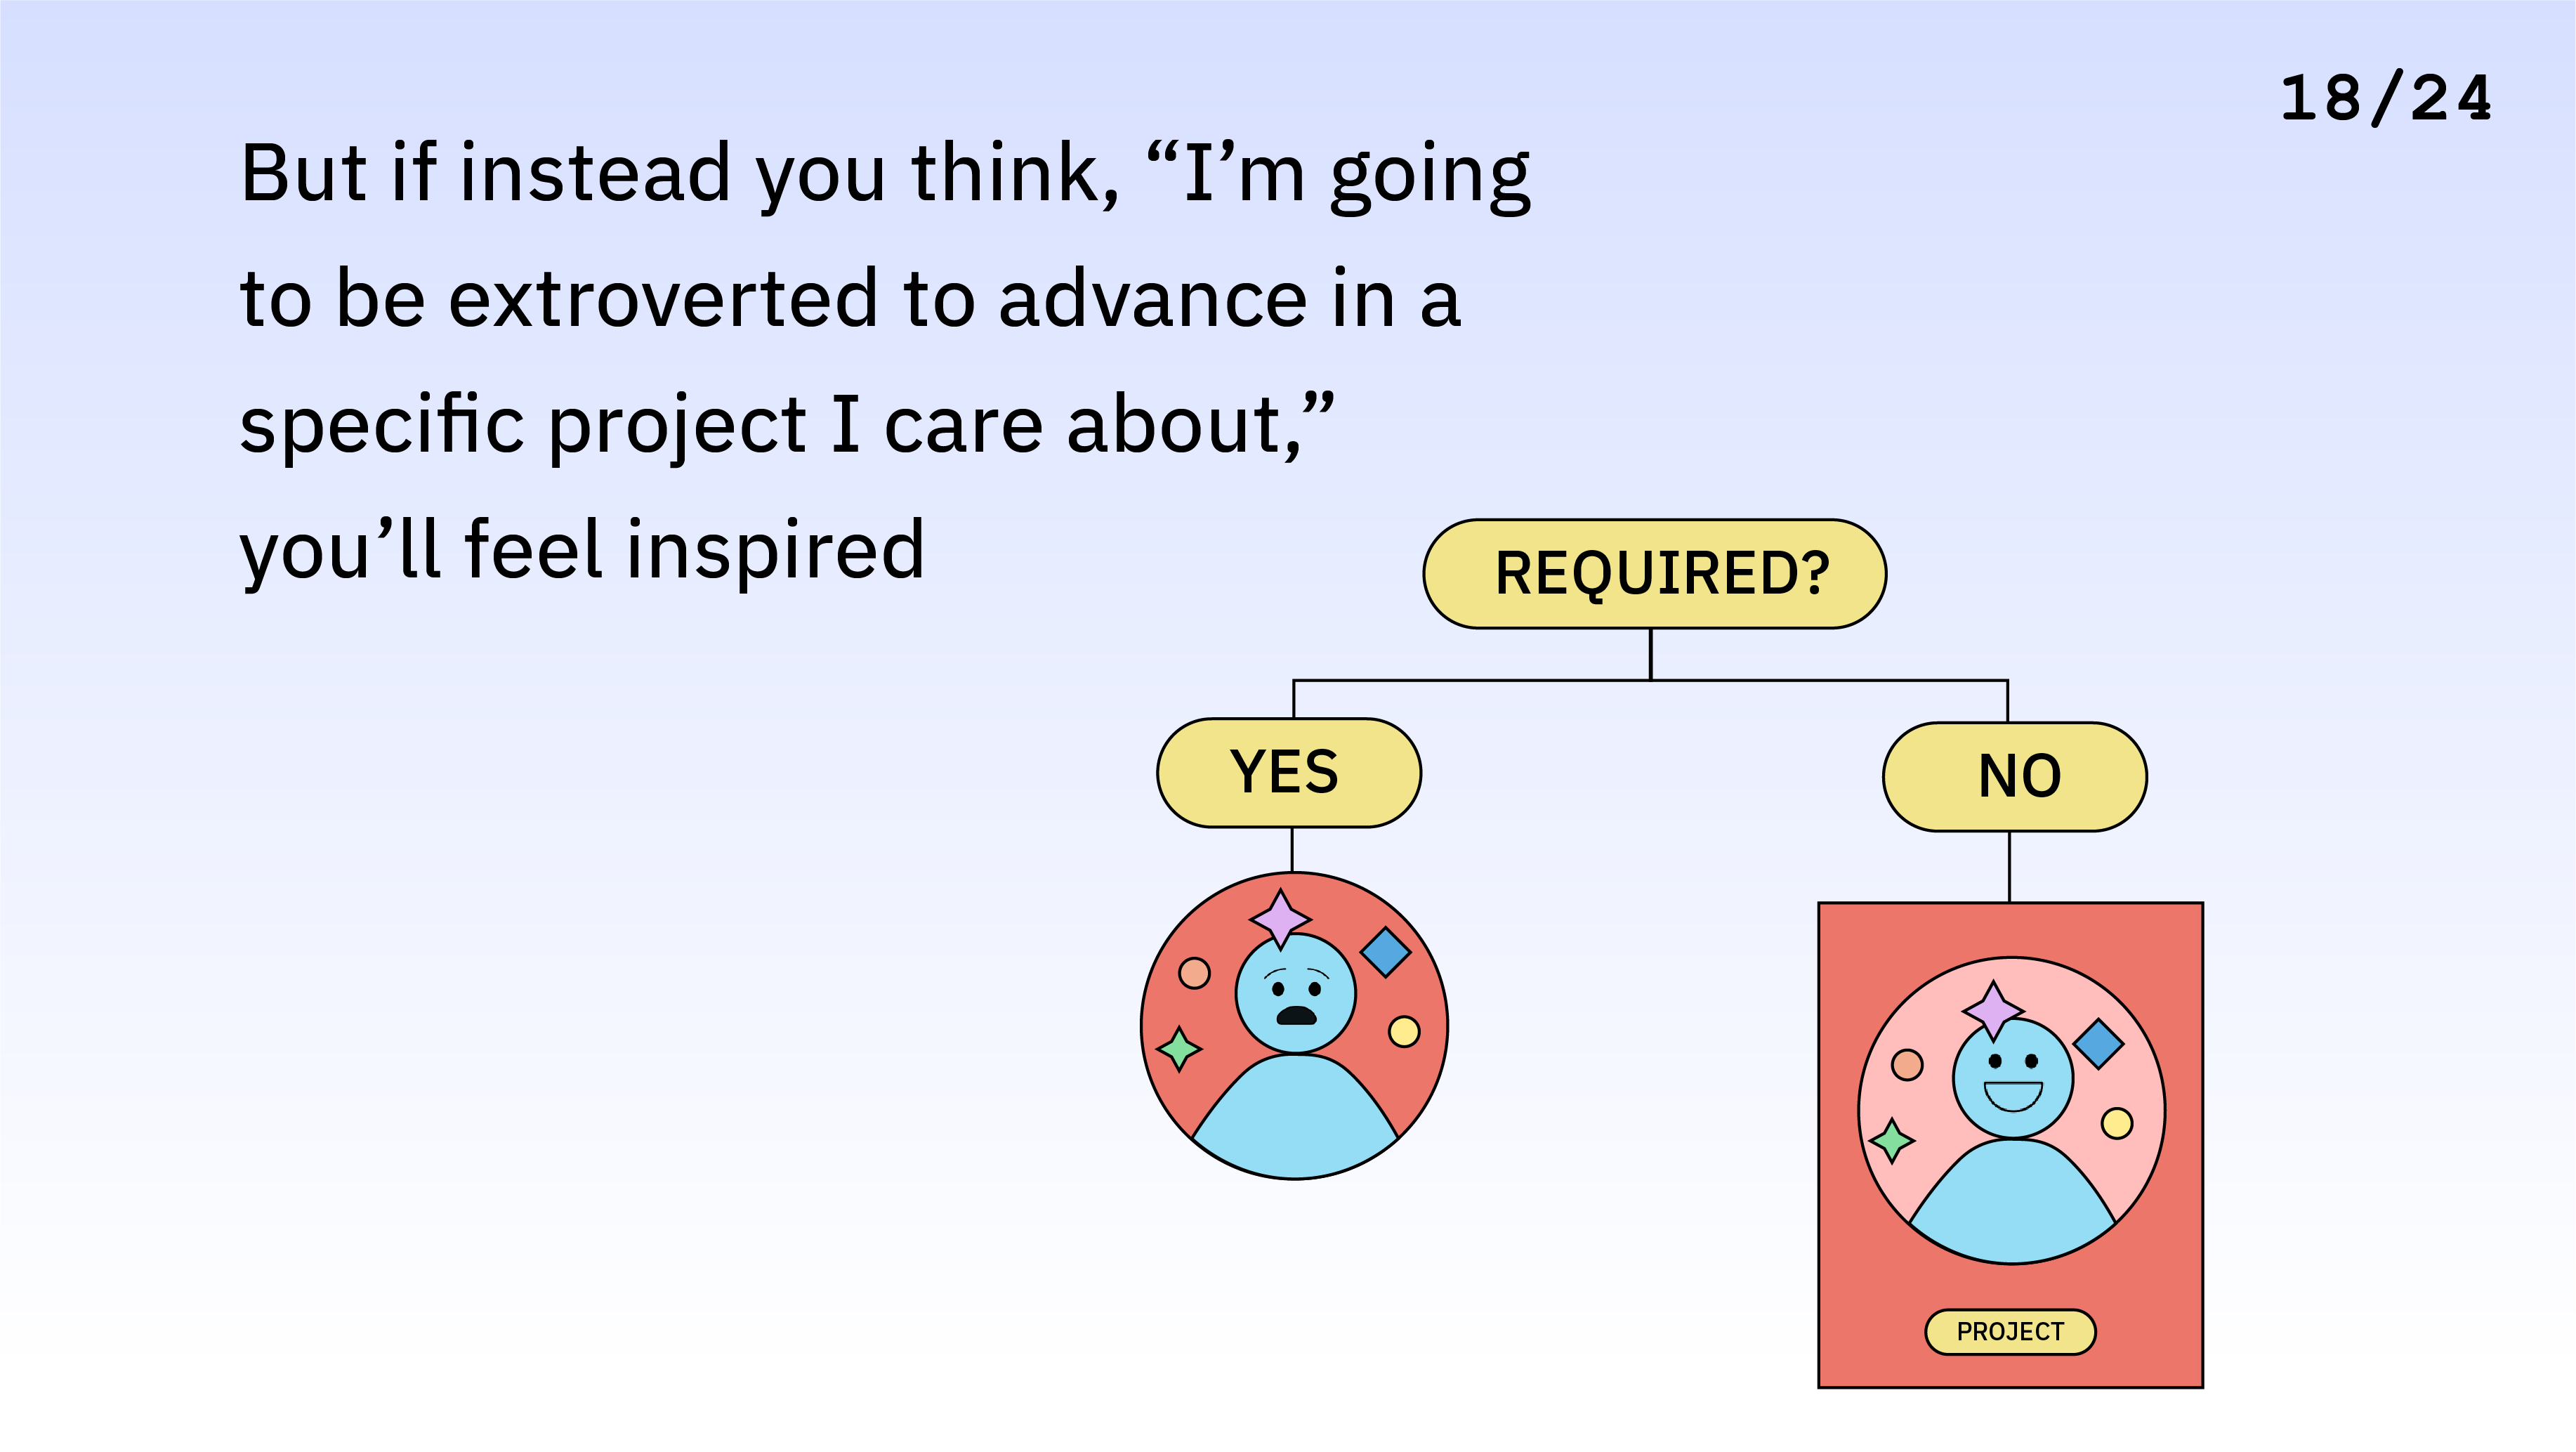 18/24
But if instead you think, “I’m going
to be extroverted to advance in a
specific project I care about,”
you’ll feel inspired
REQUIRED?
YES
NO
PROJECT